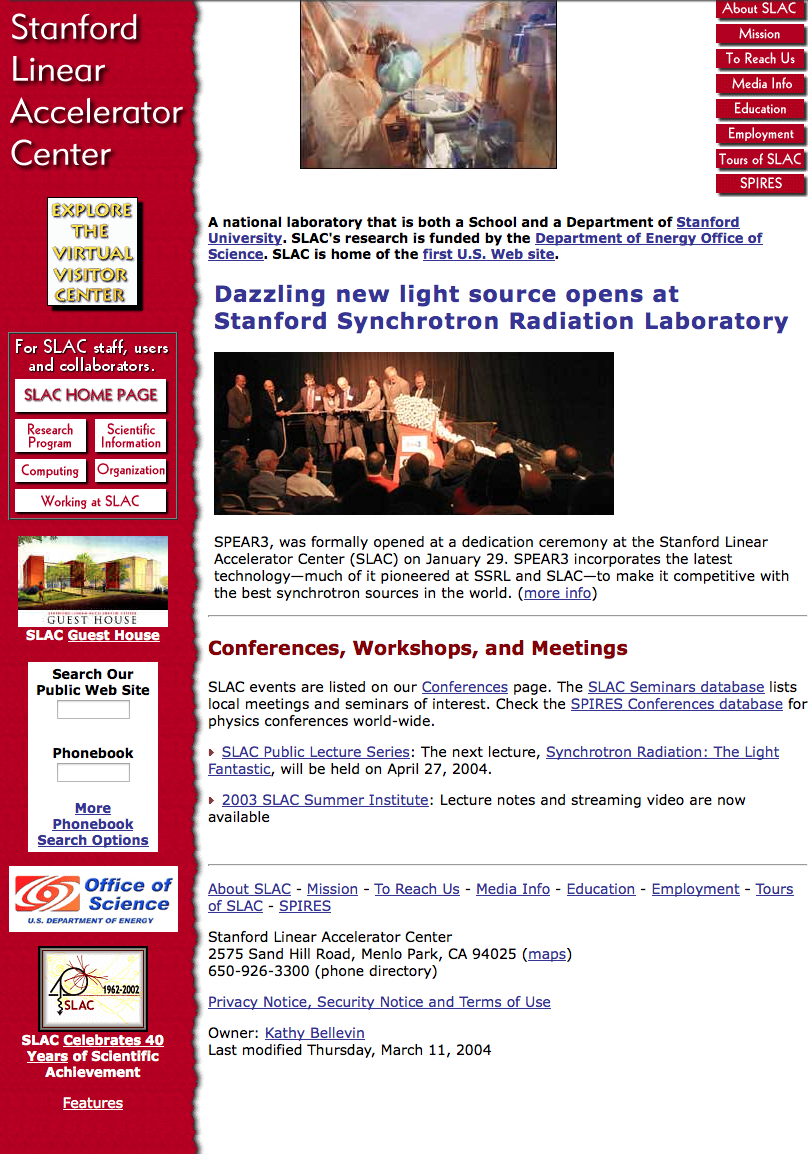 Stanford
Linear
Accelerator
Center
EXPLORE
THE
VIRTUAL
VISITOR
CENTER
For SLAC staff, users
and collaborators.
SLAC HOME PAGE
Research
Program
Scientific
Information
Computing
Organization
Working at SLAC
STANFORD LINEAR ACCELERATOR CENTER
GUEST HOUSE
SLAC Guest House
Search Our
Public Web Site
Phonebook
More
Phonebook
Search Options
Office of
Science
U.S. DEPARTMENT OF ENERGY
1962-2002
SLAC
SLAC Celebrates 40
Years of Scientific
Achievement
Features
About SLAC
Mission
To Reach Us
Media Info
Education
Employment
Tours of SLAC
SPIRES
A national laboratory that is both a School and a Department of Stanford
University. SLAC's research is funded by the Department of Energy Office of
Science. SLAC is home of the first U.S. Web site.
Dazzling new light source opens at
Stanford Synchrotron Radiation Laboratory
SPEAR3, was formally opened at a dedication ceremony at the Stanford Linear
Accelerator Center (SLAC) on January 29. SPEAR3 incorporates the latest
technology—much of it pioneered at SSRL and SLAC—to make it competitive with
the best synchrotron sources in the world. (more info)
Conferences, Workshops, and Meetings
SLAC events are listed on our Conferences page. The SLAC Seminars database lists
local meetings and seminars of interest. Check the SPIRES Conferences database for
physics conferences world-wide.
SLAC Public Lecture Series: The next lecture, Synchrotron Radiation: The Light
Fantastic, will be held on April 27, 2004.
2003 SLAC Summer Institute: Lecture notes and streaming video are now
available
About SLAC - Mission - To Reach Us - Media Info - Education - Employment - Tours
of SLAC - SPIRES
Stanford Linear Accelerator Center
2575 Sand Hill Road, Menlo Park, CA 94025 (maps)
650-926-3300 (phone directory)
Privacy Notice, Security Notice and Terms of Use
Owner: Kathy Bellevin
Last modified Thursday, March 11, 2004